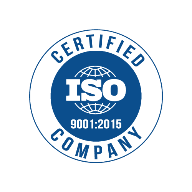 CERTIFIED
ISO
9001:2015
COMPANY